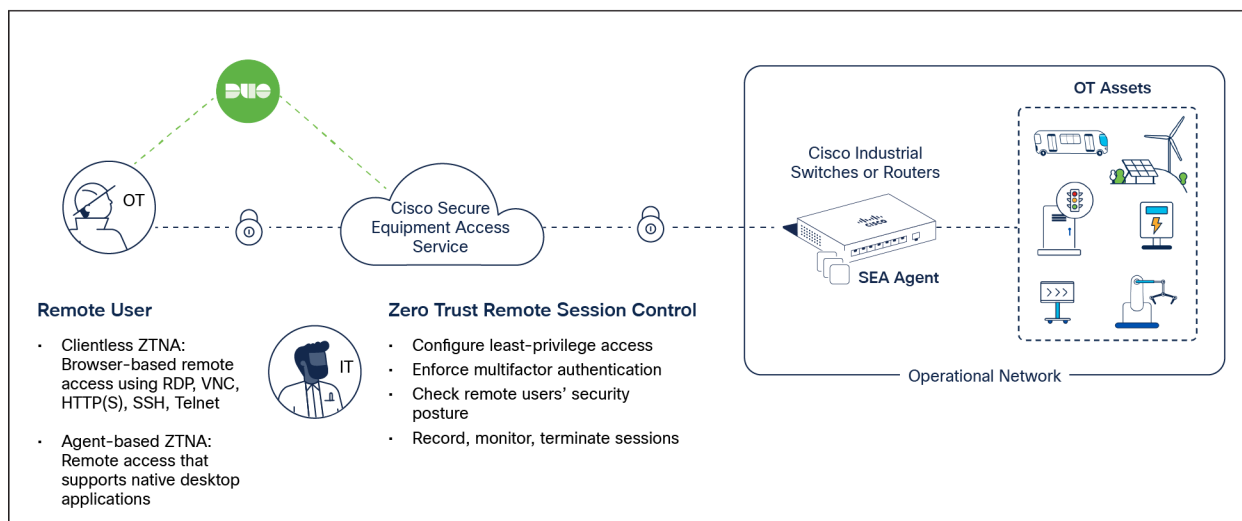 DUO
OT
Cisco Secure
Equipment Access
Service
Cisco Industrial
Switches or Routers
CISCO
SEA Agent
OT Assets
Operational Network
Remote User
· Clientless ZTNA:
Browser-based remote
access using RDP, VNC,
HTTP(S), SSH, Telnet
· Agent-based ZTNA:
Remote access that
supports native desktop
applications
IT
Zero Trust Remote Session Control
· Configure least-privilege access
· Enforce multifactor authentication
· Check remote users’ security
posture
· Record, monitor, terminate sessions